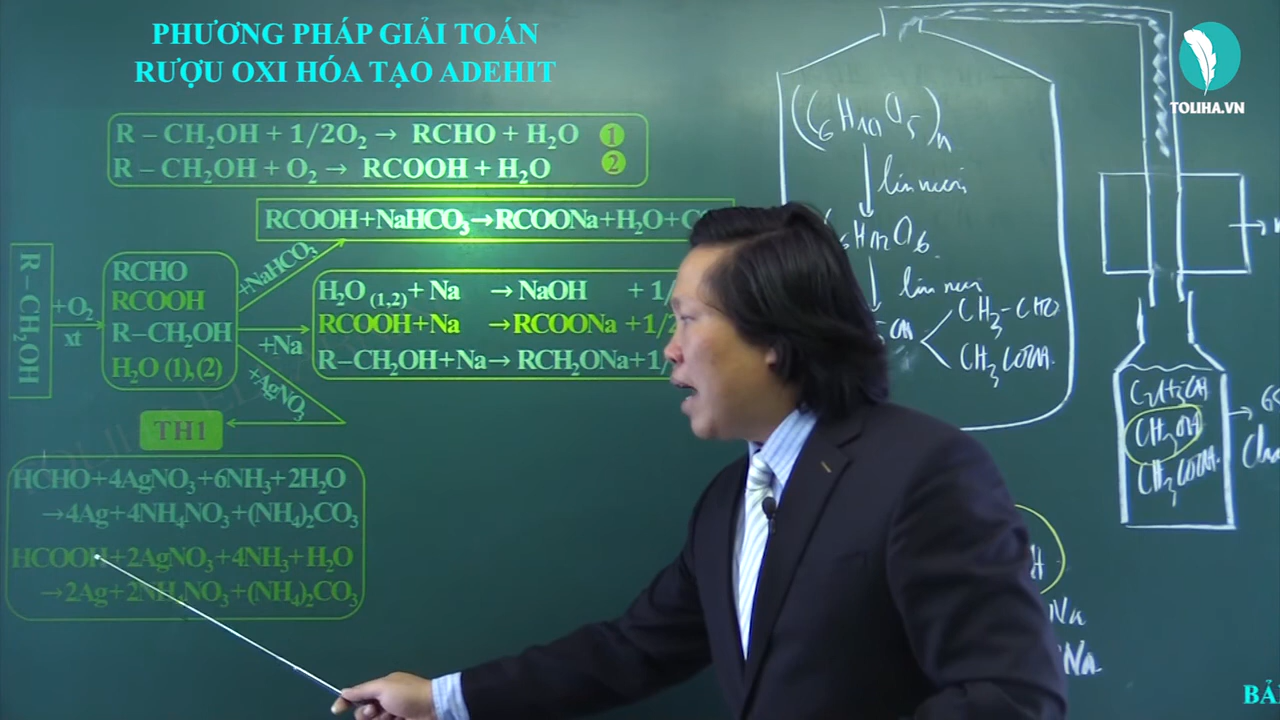 PHƯƠNG PHÁP GIẢI TOÁN
RƯỢU OXI HÓA TẠO ADEHIT
TOLIHA.VN
R – CH₂OH + 1/2O₂ → RCHO + H₂O 1
R – CH₂OH + O₂ → RCOOH + H₂O 2
RCOOH+NaHCO₃→RCOONa+H₂O+C
R – CH₂OH
+O₂
xt
RCHO
RCOOH
R – CH₂OH
H₂O (1),(2)
+NaHCO₃
+Na
+AgNO₃
H₂O (1,2) + Na → NaOH + 1/
RCOOH+Na → RCOONa +1/2
R – CH₂OH+Na→ RCH₂ONa+1/
TH1
HCHO+4AgNO₃+6NH₃+2H₂O
→4Ag+4NH₄NO₃+(NH₄)₂CO₃
HCOOH+2AgNO₃+4NH₃+H₂O
→2Ag+2NH₄NO₃+(NH₄)₂CO₃
(C₆H₁₀O₅)n
lên men
₆H₁₂O₆
lên men
CH₃-CHO
CH₃COOH
C₂H₅OH
CH₃COOH
Na
Na
BẢ